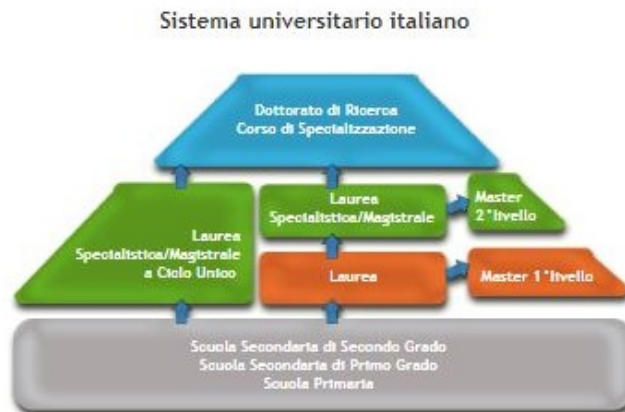 Sistema universitario italiano
Dottorato di Ricerca
Corso di Specializzazione
Laurea
Specialistica/Magistrale
a Ciclo Unico
Laurea
Specialistica/Magistrale
Master
2°livello
Laurea
Master 1°livello
Scuola Secondaria di Secondo Grado
Scuola Secondaria di Primo Grado
Scuola Primaria